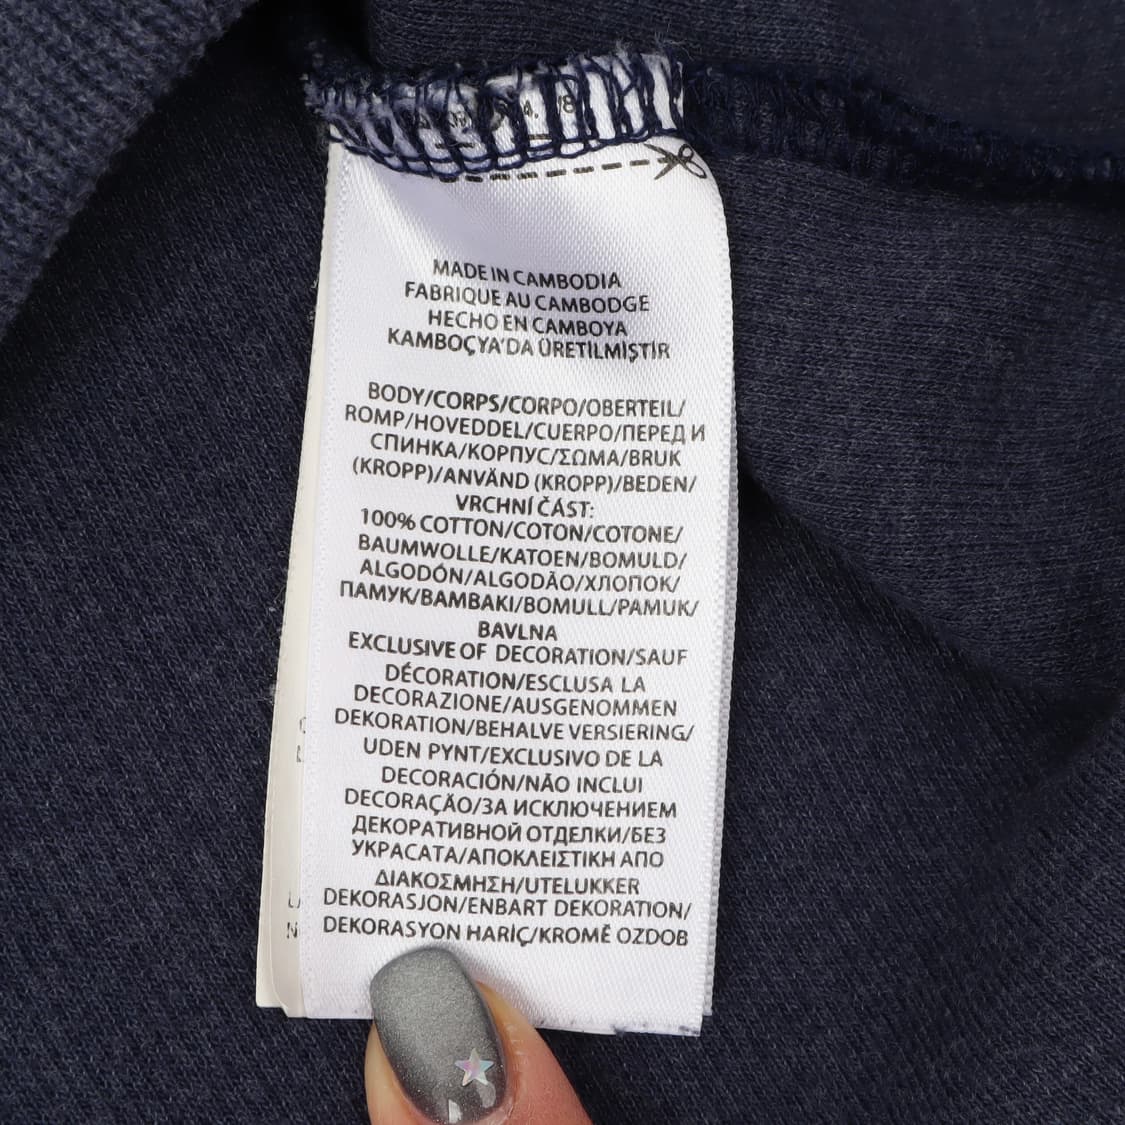 MADE IN CAMBODIA
FABRIQUE AU CAMBODGE
HECHO EN CAMBOYA
KAMBOÇYA'DA ÜRETILMIŞTIR
BODY/CORPS/CORPO/OBERTEIL/
ROMP/HOVEDDEL/CUERPO/ПЕРЕД И
СПИНКА/КОРПУС/ΣΩΜΑ/BRUK
(KROPP)/ANVÄND (KROPP)/BEDEN/
VRCHNÍ ČÁST:
100% COTTON/COTON/COTONE/
BAUMWOLLE/KATOEN/BOMULD/
ALGODÓN/ALGODÃO/ХЛОПОК/
ПАМУК/BAMBAKI/BOMULL/PAMUK/
BAVLNA
EXCLUSIVE OF DECORATION/SAUF
DÉCORATION/ESCLUSA LA
DECORAZIONE/AUSGENOMMEN
DEKORATION/BEHALVE VERSIERING/
UDEN PYNT/EXCLUSIVO DE LA
DECORACIÓN/NÃO INCLUI
DECORAÇÃO/ЗА ИСКЛЮЧЕНИЕМ
ДЕКОРАТИВНОЙ ОТДЕЛКИ/БЕЗ
УКРАСАТА/ΑΠΟΚΛΕΙΣΤΙΚΗ ΑΠΟ
ΔΙΑΚΟΣΜΗΣΗ/UTELUKKER
DEKORASJON/ENBART DEKORATION/
DEKORASYON HARIÇ/KROMĚ OZDOB